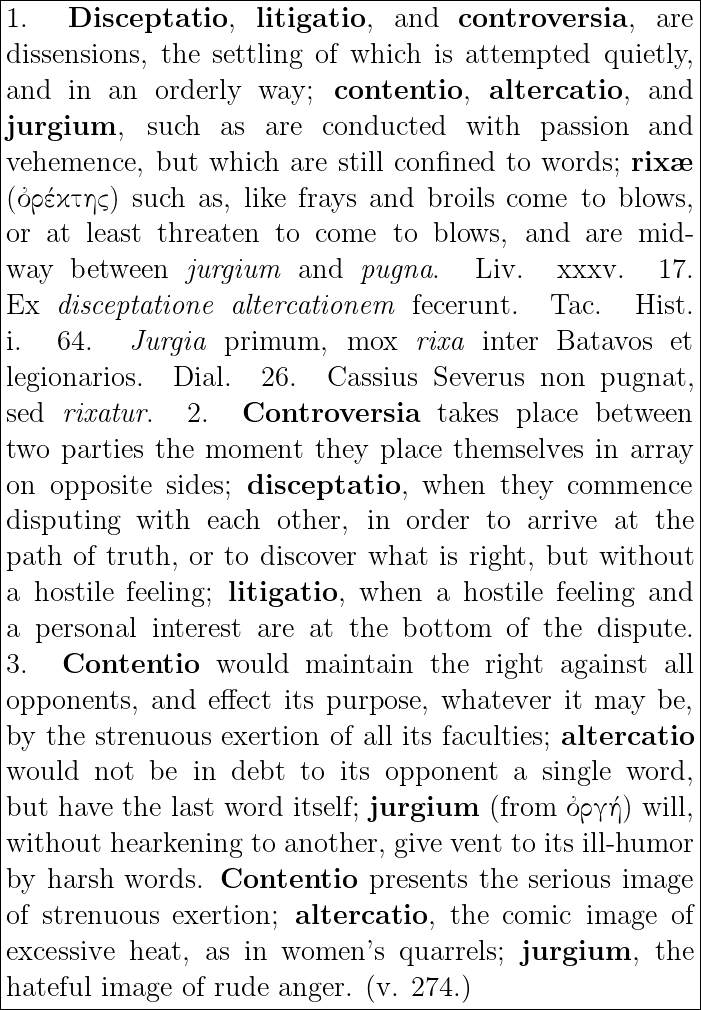 1. Disceptatio, litigatio, and controversia, are
dissensions, the settling of which is attempted quietly,
and in an orderly way; contentio, altercatio, and
jurgium, such as are conducted with passion and
vehemence, but which are still confined to words; rixæ
(ὀρέκτης) such as, like frays and broils come to blows,
or at least threaten to come to blows, and are mid-
way between jurgium and pugna. Liv. xxxv. 17.
Ex disceptatione altercationem fecerunt. Tac. Hist.
i. 64. Jurgia primum, mox rixa inter Batavos et
legionarios. Dial. 26. Cassius Severus non pugnat,
sed rixatur. 2. Controversia takes place between
two parties the moment they place themselves in array
on opposite sides; disceptatio, when they commence
disputing with each other, in order to arrive at the
path of truth, or to discover what is right, but without
a hostile feeling; litigatio, when a hostile feeling and
a personal interest are at the bottom of the dispute.
3. Contentio would maintain the right against all
opponents, and effect its purpose, whatever it may be,
by the strenuous exertion of all its faculties; altercatio
would not be in debt to its opponent a single word,
but have the last word itself; jurgium (from ὀργή) will,
without hearkening to another, give vent to its ill-humor
by harsh words. Contentio presents the serious image
of strenuous exertion; altercatio, the comic image of
excessive heat, as in women's quarrels; jurgium, the
hateful image of rude anger. (v. 274.)